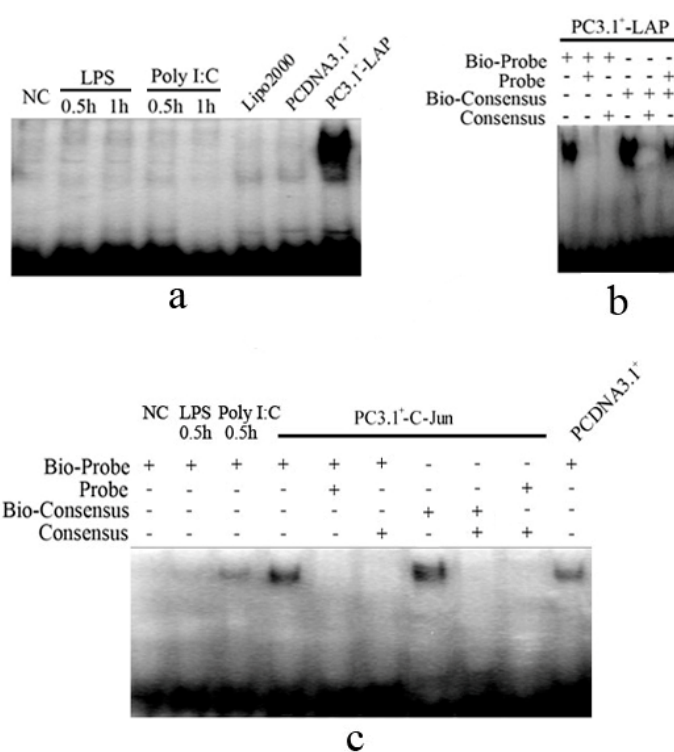 NC
LPS
0.5h 1h
Poly I:C
0.5h 1h
Lipo2000
PCDNA3.1⁺
PC3.1⁺-LAP
a
PC3.1⁺-LAP
Bio-Probe + + + - - -
Probe - + - - - +
Bio-Consensus - - - + + +
Consensus - - + - + -
b
NC
LPS
0.5h
Poly I:C
0.5h
PC3.1⁺-C-Jun
PCDNA3.1⁺
Bio-Probe + + + + + + - - - +
Probe - - - - + - - - + -
Bio-Consensus - - - - - - + + - -
Consensus - - - - - + - + + -
c